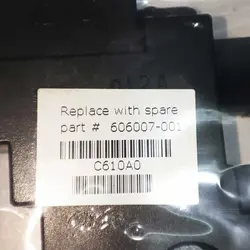 Replace with spare
part # 606007-001
C610A0